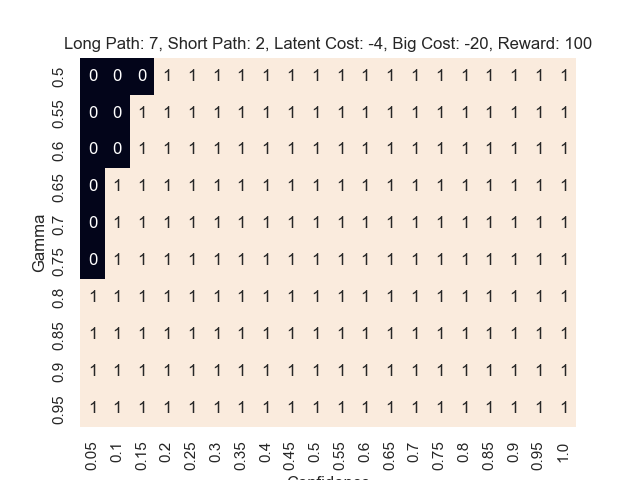 Long Path: 7, Short Path: 2, Latent Cost: -4, Big Cost: -20, Reward: 100
Gamma
0.5 0 0 0 1 1 1 1 1 1 1 1 1 1 1 1 1 1 1 1 1
0.55 0 0 1 1 1 1 1 1 1 1 1 1 1 1 1 1 1 1 1 1
0.6 0 0 1 1 1 1 1 1 1 1 1 1 1 1 1 1 1 1 1 1
0.65 0 1 1 1 1 1 1 1 1 1 1 1 1 1 1 1 1 1 1 1
0.7 0 1 1 1 1 1 1 1 1 1 1 1 1 1 1 1 1 1 1 1
0.75 0 1 1 1 1 1 1 1 1 1 1 1 1 1 1 1 1 1 1 1
0.8 1 1 1 1 1 1 1 1 1 1 1 1 1 1 1 1 1 1 1 1
0.85 1 1 1 1 1 1 1 1 1 1 1 1 1 1 1 1 1 1 1 1
0.9 1 1 1 1 1 1 1 1 1 1 1 1 1 1 1 1 1 1 1 1
0.95 1 1 1 1 1 1 1 1 1 1 1 1 1 1 1 1 1 1 1 1
0.05 0.1 0.15 0.2 0.25 0.3 0.35 0.4 0.45 0.5 0.55 0.6 0.65 0.7 0.75 0.8 0.85 0.9 0.95 1.0
Confidence